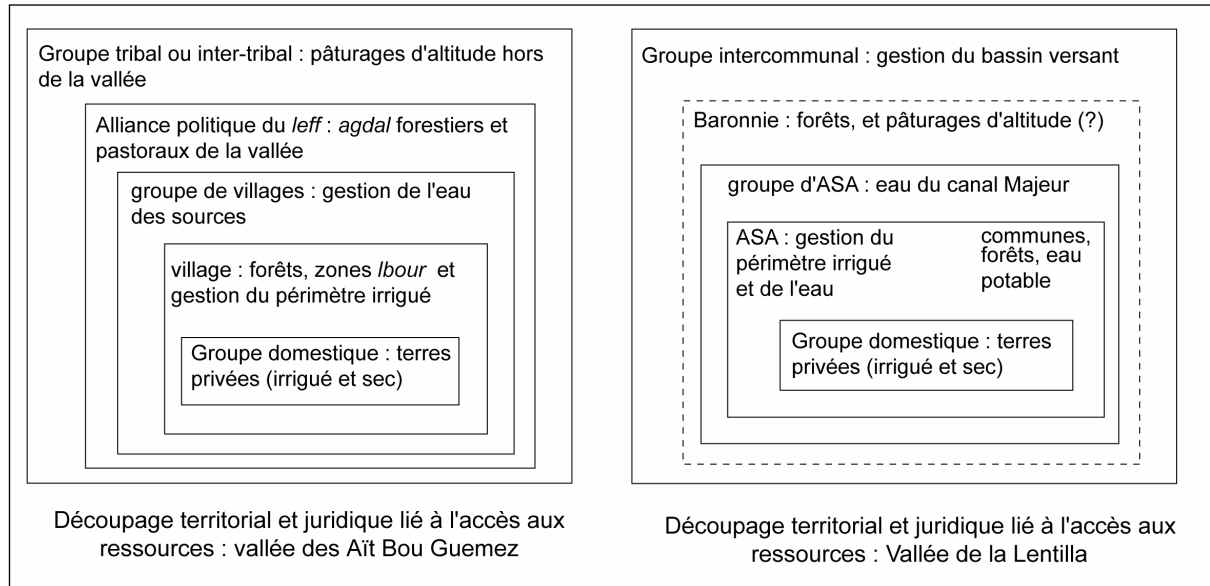 Groupe tribal ou inter-tribal : pâturages d'altitude hors
de la vallée
Alliance politique du leff : agdal forestiers et
pastoraux de la vallée
groupe de villages : gestion de l'eau
des sources
village : forêts, zones lbour et
gestion du périmètre irrigué
Groupe domestique : terres
privées (irrigué et sec)
Découpage territorial et juridique lié à l'accès aux
ressources : vallée des Aït Bou Guemez
Groupe intercommunal : gestion du bassin versant
Baronnie : forêts, et pâturages d'altitude (?)
groupe d'ASA : eau du canal Majeur
ASA : gestion du
périmètre irrigué
et de l'eau
communes,
forêts, eau
potable
Groupe domestique : terres
privées (irrigué et sec)
Découpage territorial et juridique lié à l'accès aux
ressources : Vallée de la Lentilla